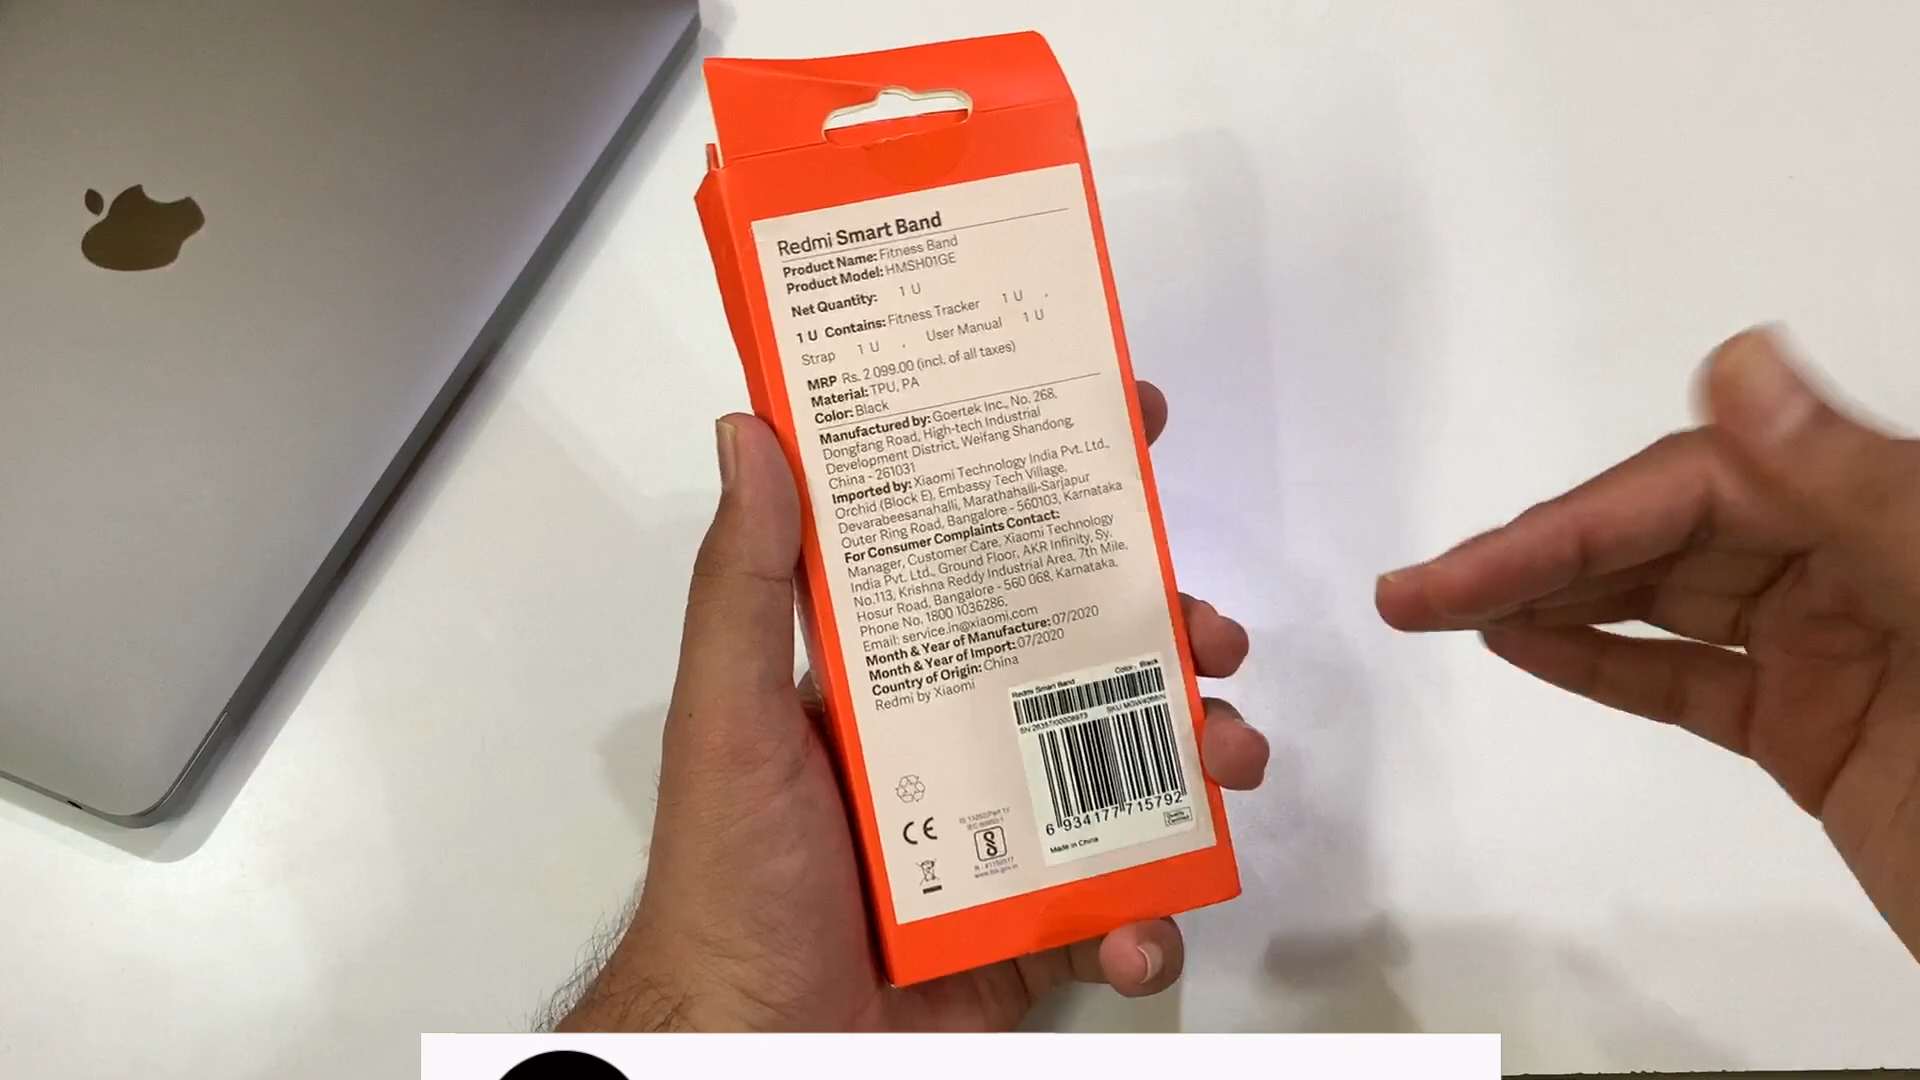 Redmi Smart Band
Product Name: Fitness Band
Product Model: HMSH01GE
Net Quantity: 1 U
1 U Contains: Fitness Tracker 1 U ,
Strap 1 U , User Manual 1 U
MRP Rs. 2 099.00 (incl. of all taxes)
Material: TPU, PA
Color: Black
Manufactured by: Goertek Inc., No. 268,
Dongfang Road, High-tech Industrial
Development District, Weifang Shandong,
China - 261031
Imported by: Xiaomi Technology India Pvt. Ltd.,
Orchid (Block E), Embassy Tech Village,
Devarabeesanahalli, Marathahalli-Sarjapur
Outer Ring Road, Bangalore - 560103, Karnataka
For Consumer Complaints Contact:
Manager, Customer Care, Xiaomi Technology
India Pvt. Ltd., Ground Floor, AKR Infinity, Sy.
No.113, Krishna Reddy Industrial Area, 7th Mile,
Hosur Road, Bangalore - 560 068, Karnataka,
Phone No. 1800 1036286,
Email: service.in@xiaomi.com
Month & Year of Manufacture: 07/2020
Month & Year of Import: 07/2020
Country of Origin: China
Redmi by Xiaomi
Redmi Smart Band Color: Black
6 934177 715792
Quality Certified
Made in China
CE